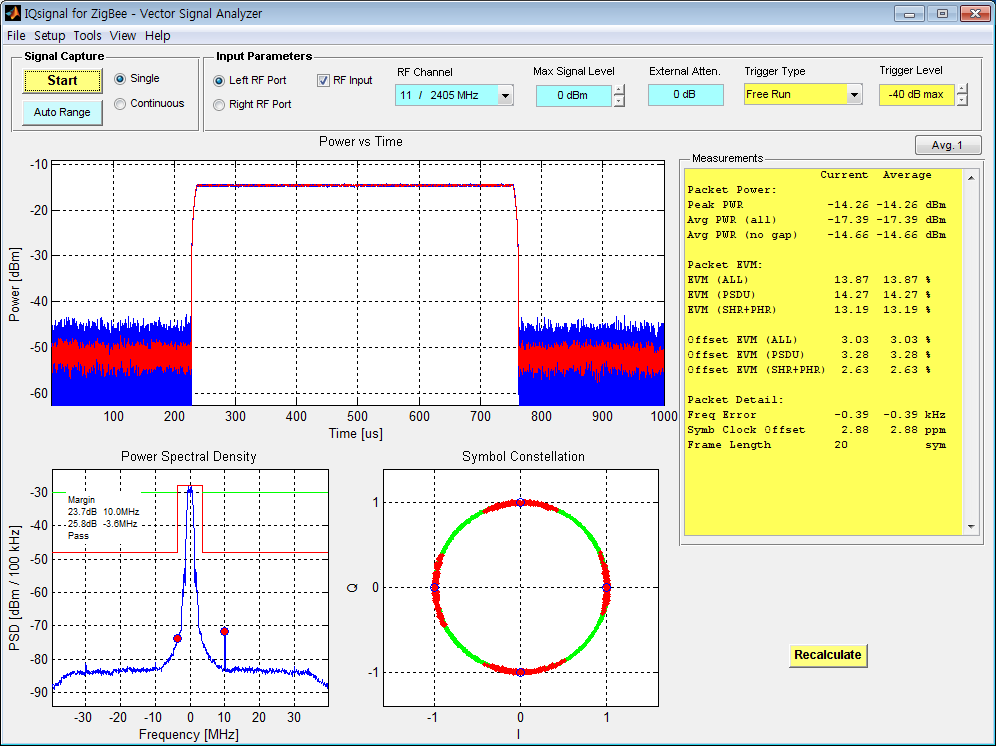 IQsignal for ZigBee - Vector Signal Analyzer
File Setup Tools View Help
Signal Capture
Start
Auto Range
Single
Continuous
Input Parameters
Left RF Port
Right RF Port
RF Input
RF Channel
11 / 2405 MHz
Max Signal Level
0 dBm
External Atten.
0 dB
Trigger Type
Free Run
Trigger Level
-40 dB max
Avg. 1
Power vs Time
Power [dBm]
-10
-20
-30
-40
-50
-60
100 200 300 400 500 600 700 800 900 1000
Time [us]
Measurements
Current Average
Packet Power:
Peak PWR -14.26 -14.26 dBm
Avg PWR (all) -17.39 -17.39 dBm
Avg PWR (no gap) -14.66 -14.66 dBm
Packet EVM:
EVM (ALL) 13.87 13.87 %
EVM (PSDU) 14.27 14.27 %
EVM (SHR+PHR) 13.19 13.19 %
Offset EVM (ALL) 3.03 3.03 %
Offset EVM (PSDU) 3.28 3.28 %
Offset EVM (SHR+PHR) 2.63 2.63 %
Packet Detail:
Freq Error -0.39 -0.39 kHz
Symb Clock Offset 2.88 2.88 ppm
Frame Length 20 sym
Power Spectral Density
PSD [dBm / 100 kHz]
-30
-40
-50
-60
-70
-80
-90
Margin
23.7dB 10.0MHz
25.8dB -3.6MHz
Pass
-30 -20 -10 0 10 20 30
Frequency [MHz]
Symbol Constellation
Q
1
0
-1
-1 0 1
I
Recalculate